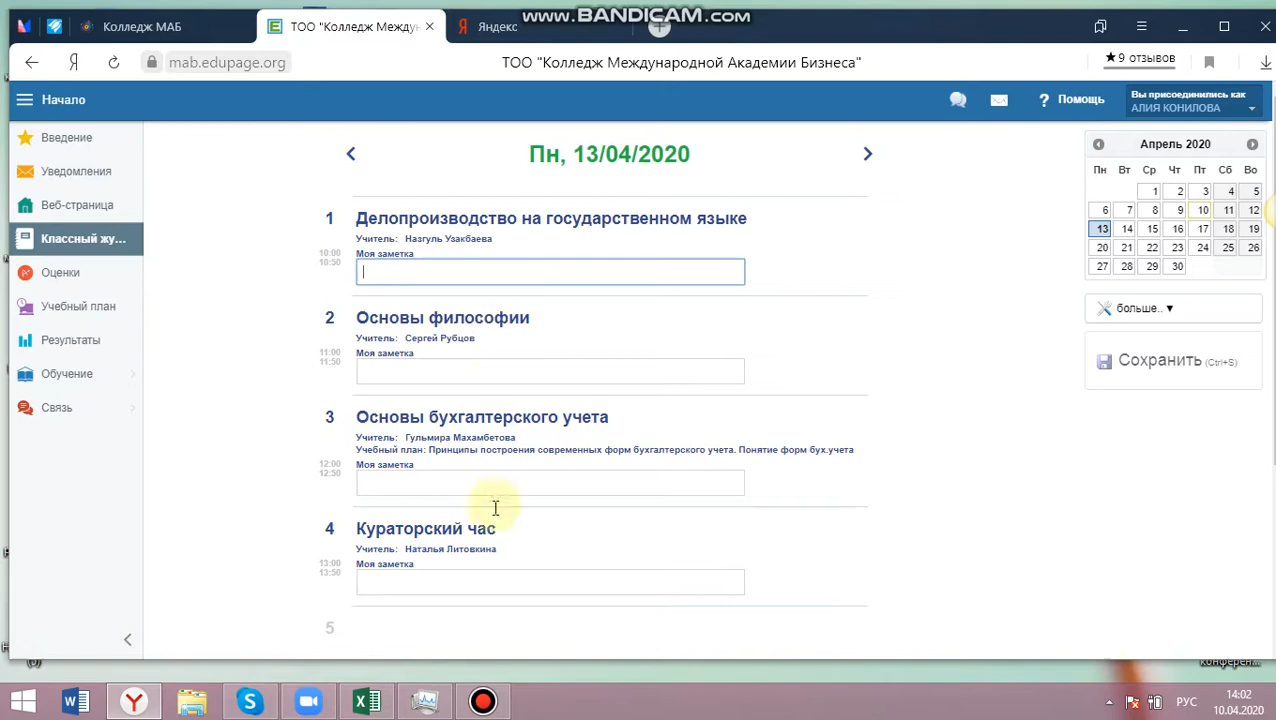 www.BANDICAM.com
Колледж МАБ
ТОО "Колледж Междун
Яндекс
mab.edupage.org
ТОО "Колледж Международной Академии Бизнеса"
★9 отзывов
Начало
Помощь
Вы присоединились как
АЛИЯ КОНИЛОВА
Введение
Уведомления
Веб-страница
Классный жу...
Оценки
Учебный план
Результаты
Обучение
Связь
Пн, 13/04/2020
1 Делопроизводство на государственном языке
Учитель: Назгуль Узакбаева
10:00
10:50
Моя заметка
2 Основы философии
Учитель: Сергей Рубцов
11:00
11:50
Моя заметка
3 Основы бухгалтерского учета
Учитель: Гульмира Махамбетова
Учебный план: Принципы построения современных форм бухгалтерского учета. Понятие форм бух.учета
12:00
12:50
Моя заметка
4 Кураторский час
Учитель: Наталья Литовкина
13:00
13:50
Моя заметка
5
Апрель 2020
Пн Вт Ср Чт Пт Сб Во
1 2 3 4 5
6 7 8 9 10 11 12
13 14 15 16 17 18 19
20 21 22 23 24 25 26
27 28 29 30
больше.. ▼
Сохранить (Ctrl+S)
(5)
конферен...
РУС
14:02
10.04.2020